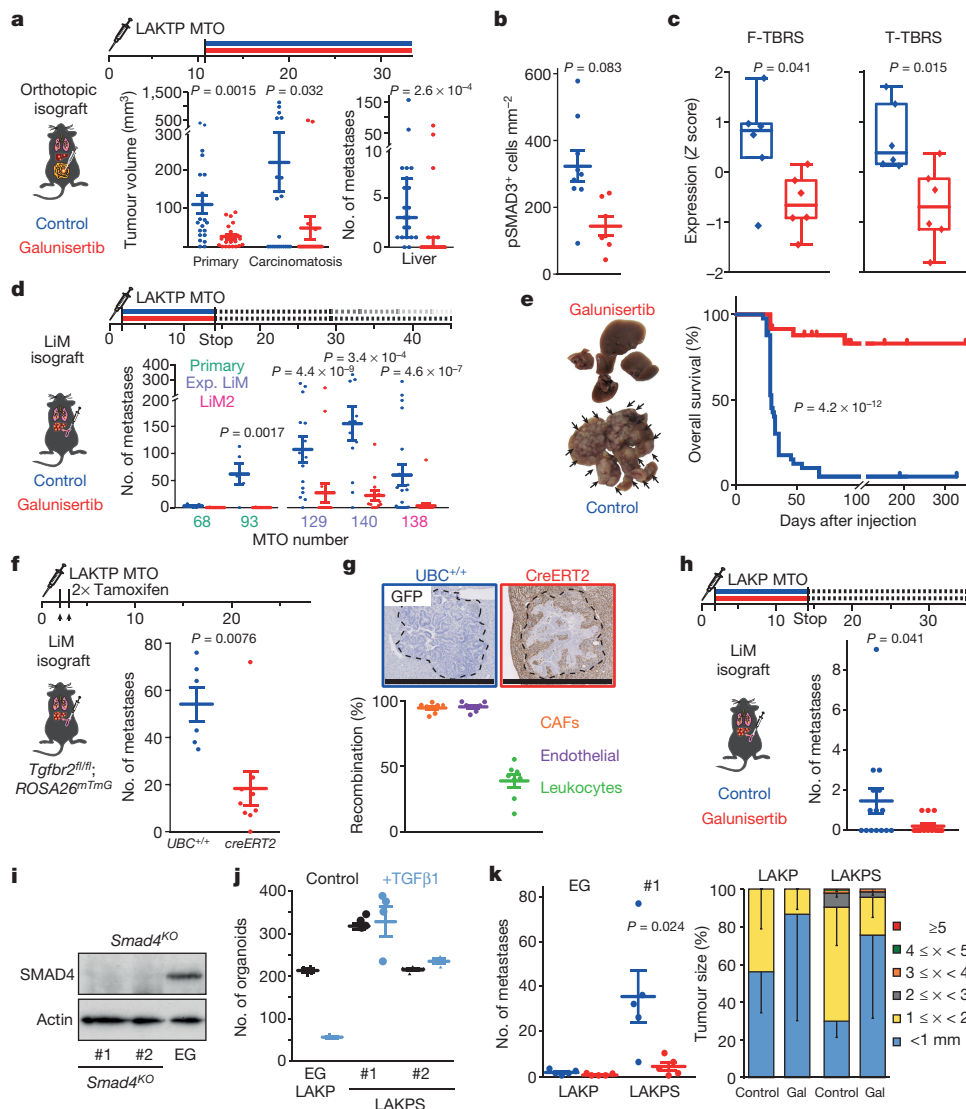 a
LAKTP MTO
0 10 20 30
Orthotopic
isograft
Control
Galunisertib
Tumour volume (mm³)
1,500
1,000
500
300
200
100
0
P = 0.0015 P = 0.032
Primary Carcinomatosis
No. of metastases
150
100
50
10
5
0
P = 2.6 × 10⁻⁴
Liver
b
pSMAD3⁺ cells mm⁻²
600
400
200
0
P = 0.083
c
F-TBRS T-TBRS
P = 0.041 P = 0.015
Expression (Z score)
2
1
0
−1
−2
d
LAKTP MTO
0 10 20 30 40
Stop
LiM
isograft
Control
Galunisertib
No. of metastases
400
300
200
150
100
50
0
Primary
Exp. LiM
LiM2
P = 0.0017
P = 4.4 × 10⁻⁹
P = 3.4 × 10⁻⁴
P = 4.6 × 10⁻⁷
68 93 129 140 138
MTO number
e
Galunisertib
Control
Overall survival (%)
100
50
0
P = 4.2 × 10⁻¹²
0 50 100 200 300
Days after injection
f
LAKTP MTO
2× Tamoxifen
0 10 20
LiM
isograft
Tgfbr2fl/fl;
ROSA26mTmG
No. of metastases
80
60
40
20
0
P = 0.0076
UBC+/+ creERT2
g
UBC+/+ CreERT2
GFP
Recombination (%)
100
50
0
CAFs
Endothelial
Leukocytes
h
LAKP MTO
0 10 20 30
Stop
LiM
isograft
Control
Galunisertib
No. of metastases
8
6
4
2
0
P = 0.041
i
Smad4KO
SMAD4
Actin
#1 #2 EG
Smad4KO
j
Control +TGFβ1
No. of organoids
400
300
200
100
0
EG #1 #2
LAKP LAKPS
k
EG #1
No. of metastases
80
60
40
20
0
P = 0.024
LAKP LAKPS
LAKP LAKPS
Tumour size (%)
100
80
60
40
20
0
Control Gal Control Gal
≥5
4 ≤ × < 5
3 ≤ × < 4
2 ≤ × < 3
1 ≤ × < 2
<1 mm